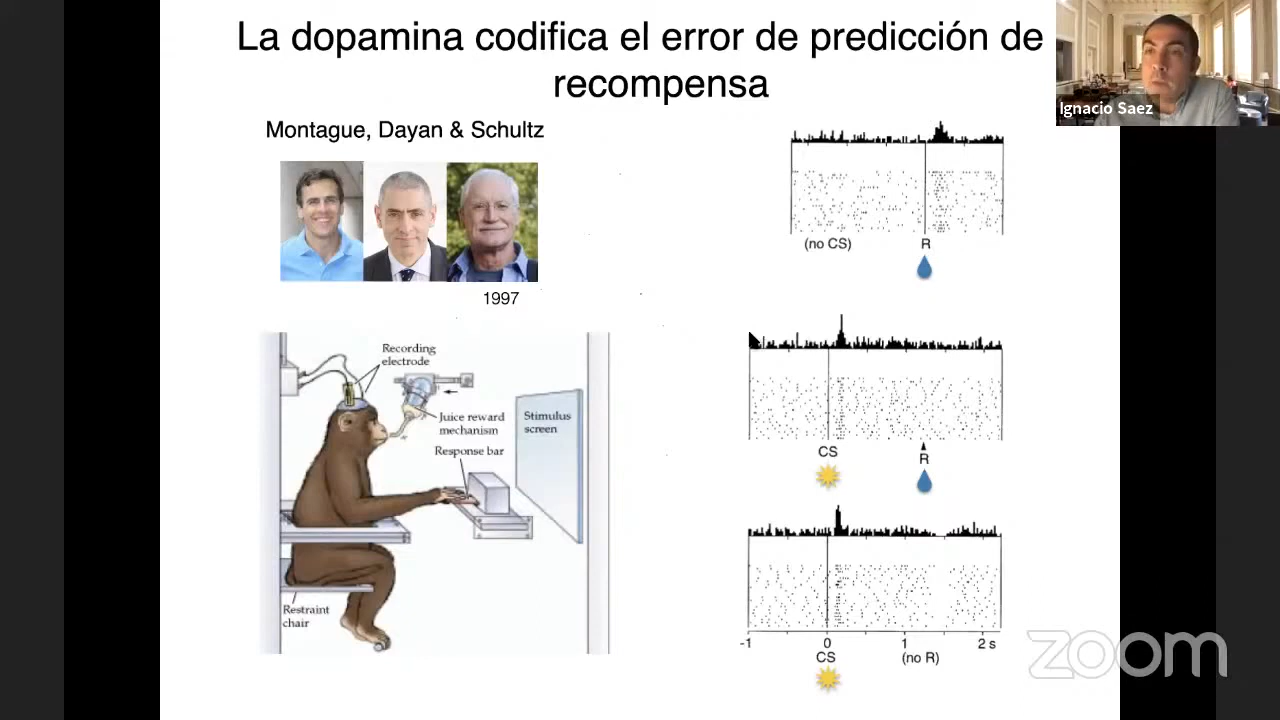 La dopamina codifica el error de predicción de
recompensa
Ignacio Saez
Montague, Dayan & Schultz
1997
Recording
electrode
Juice reward
mechanism
Response bar
Stimulus
screen
Restraint
chair
(no CS)
R
CS
R
-1
0
1
2 s
CS
(no R)
zoom